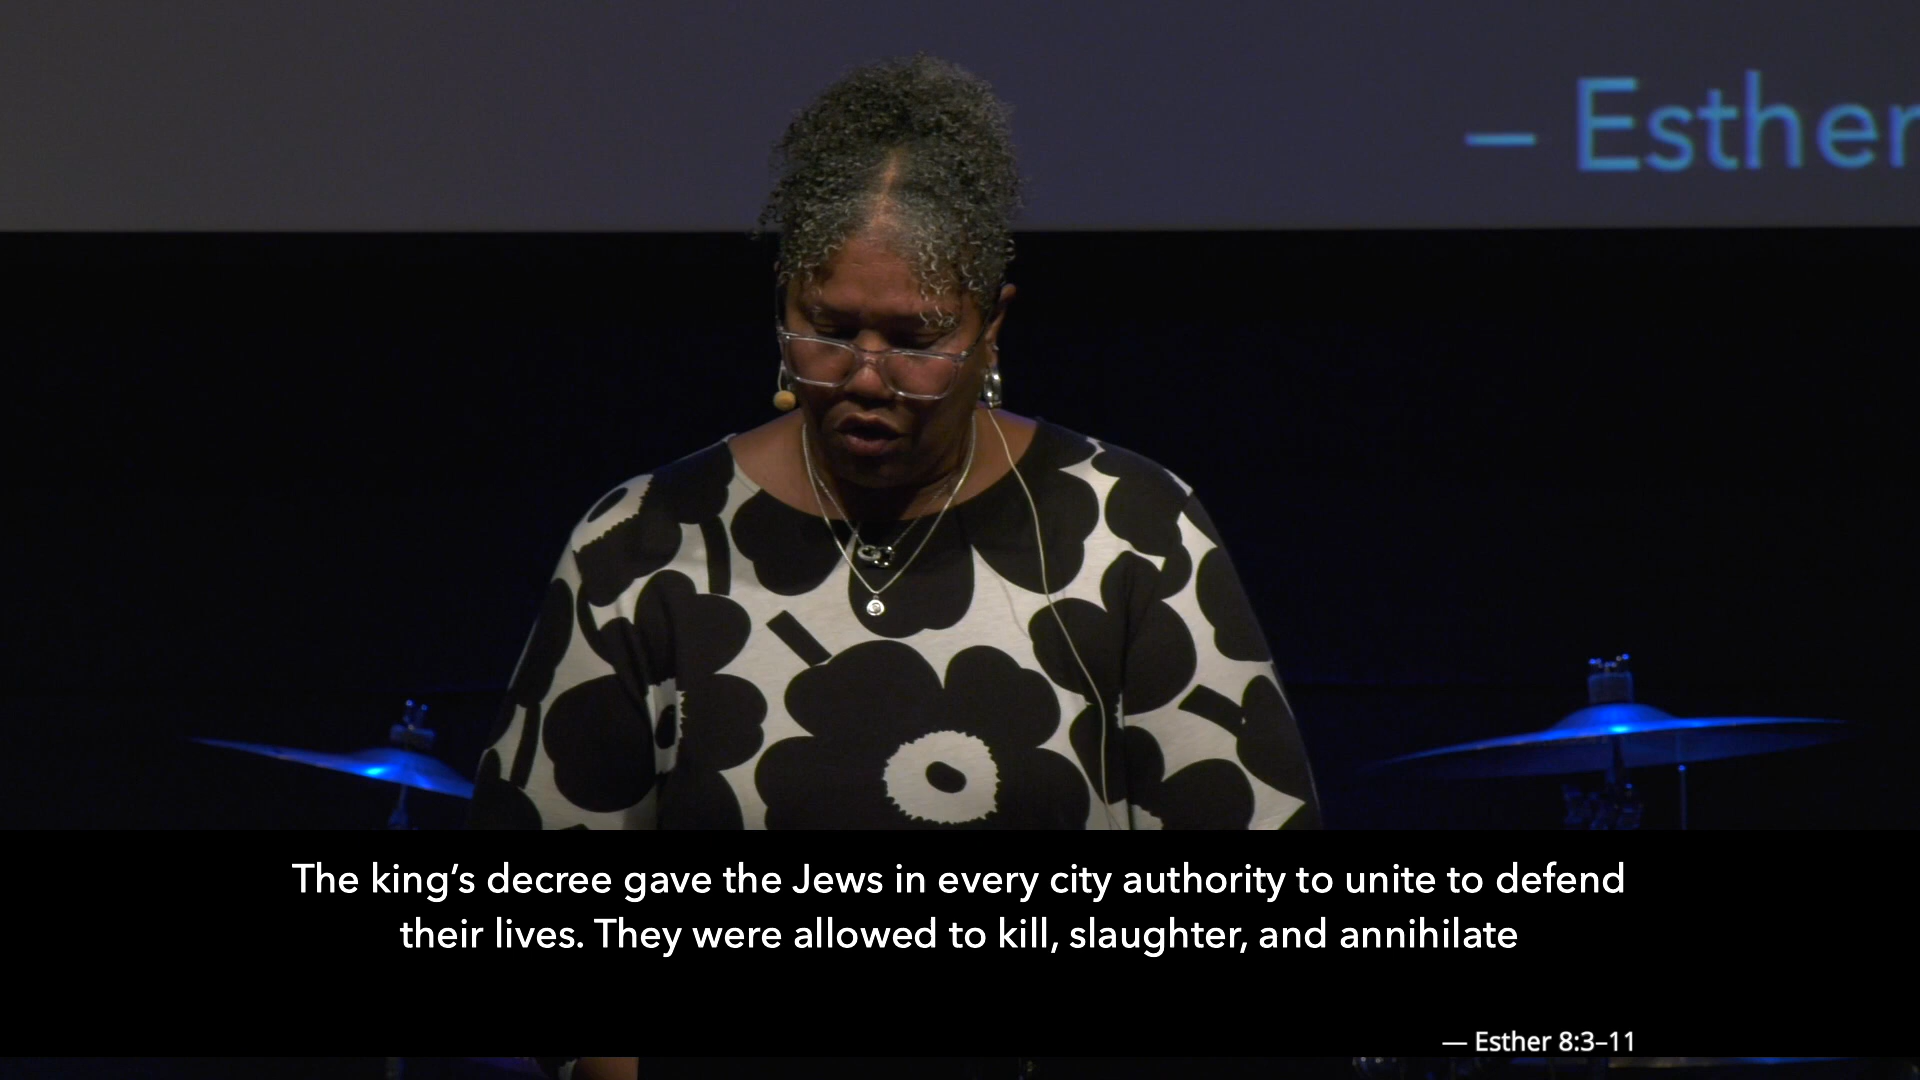 — Esther
The king’s decree gave the Jews in every city authority to unite to defend
their lives. They were allowed to kill, slaughter, and annihilate
— Esther 8:3–11